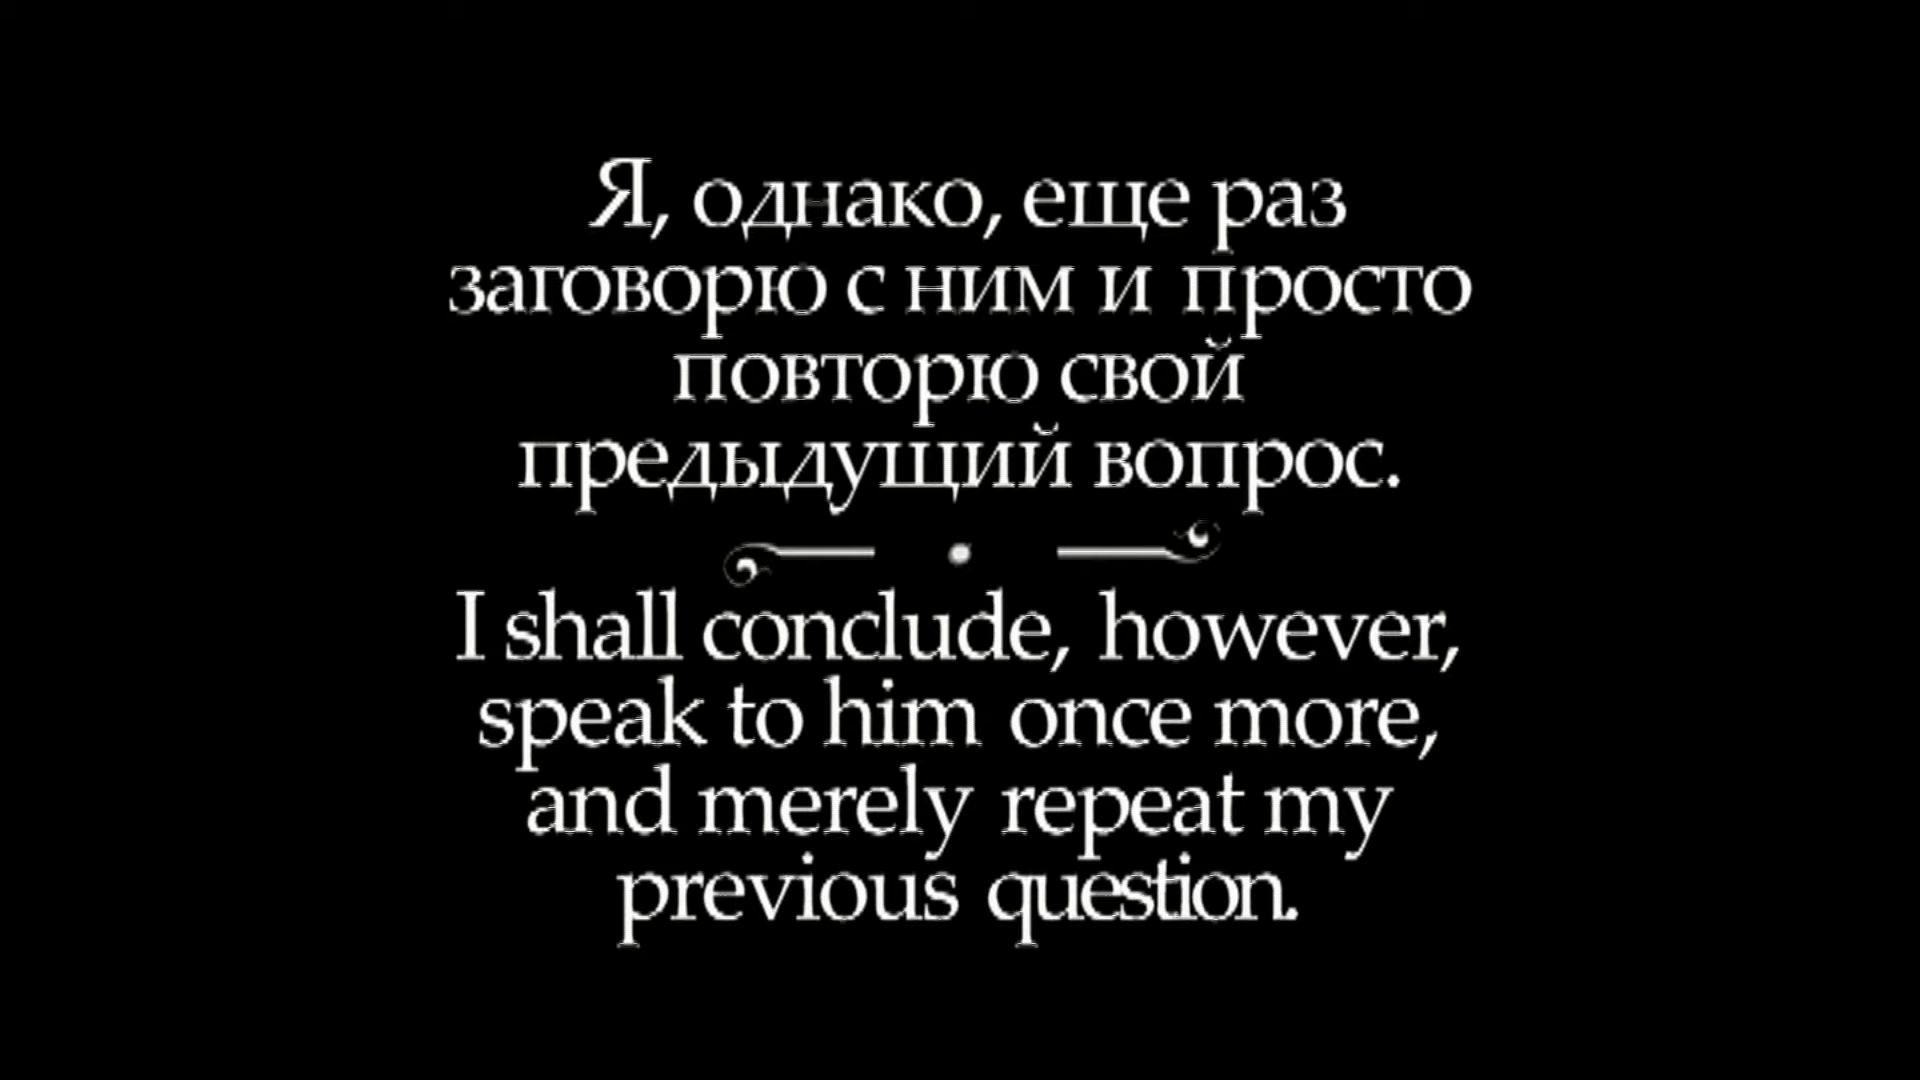 Я, однако, еще раз
заговорю с ним и просто
повторю свой
предыдущий вопрос.
I shall conclude, however,
speak to him once more,
and merely repeat my
previous question.